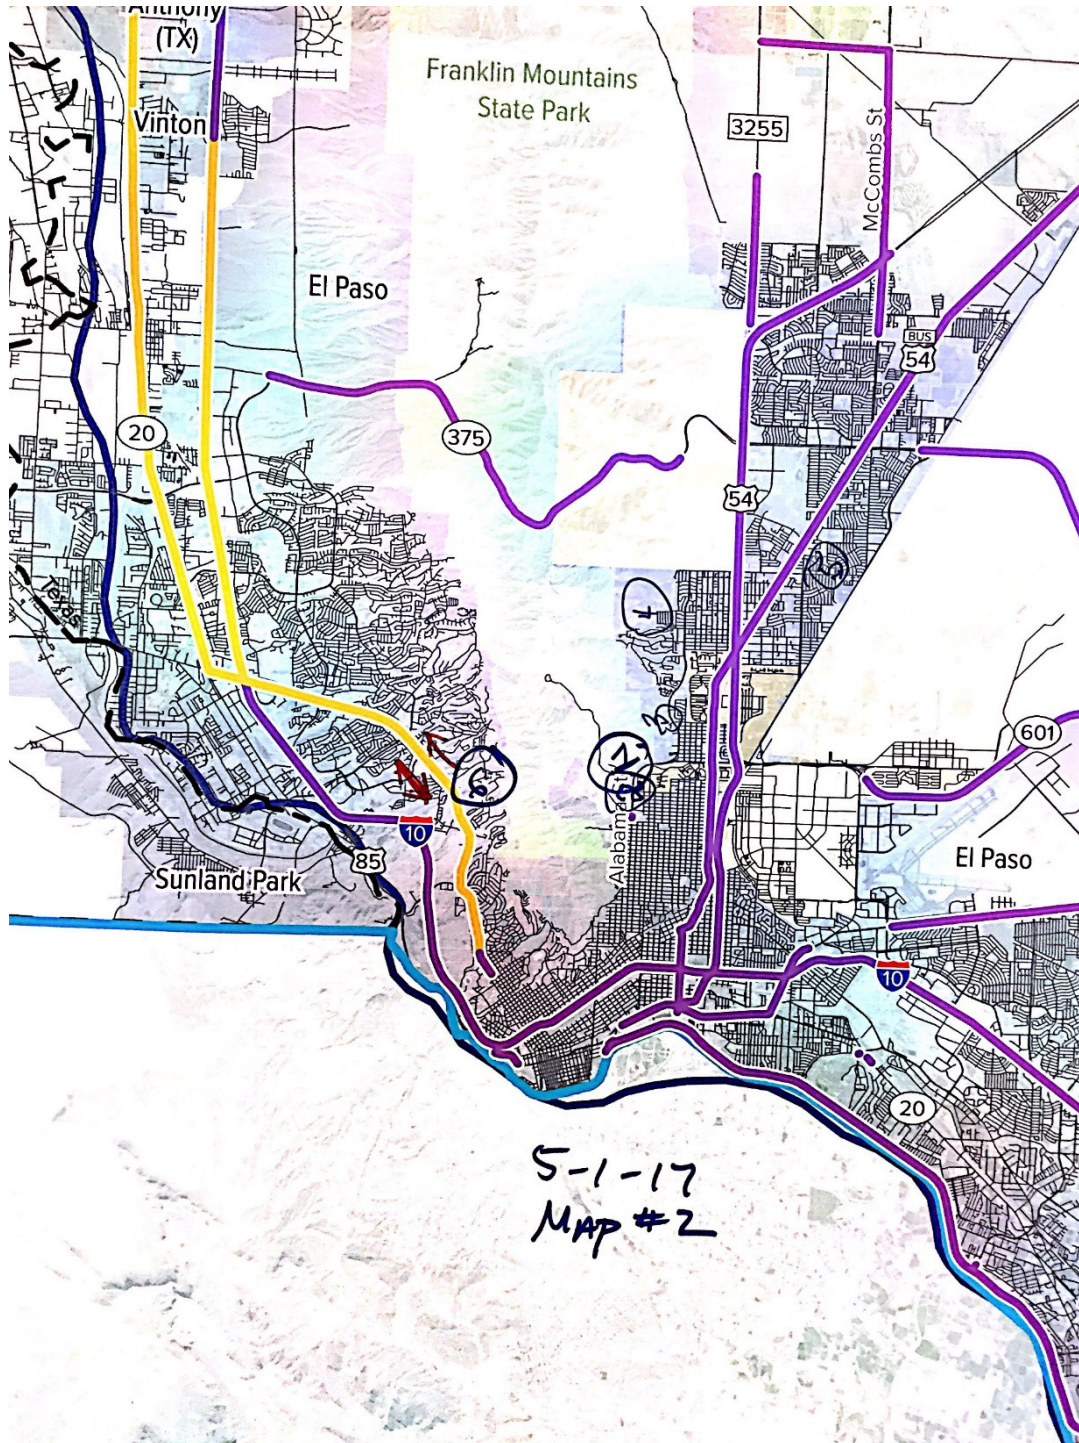 Anthony
(TX)
Franklin Mountains
State Park
Vinton
3255
McCombs St
El Paso
BUS
54
20
375
54
Texas
601
Alabama St
10
85
El Paso
Sunland Park
10
20
5-1-17
MAP #2